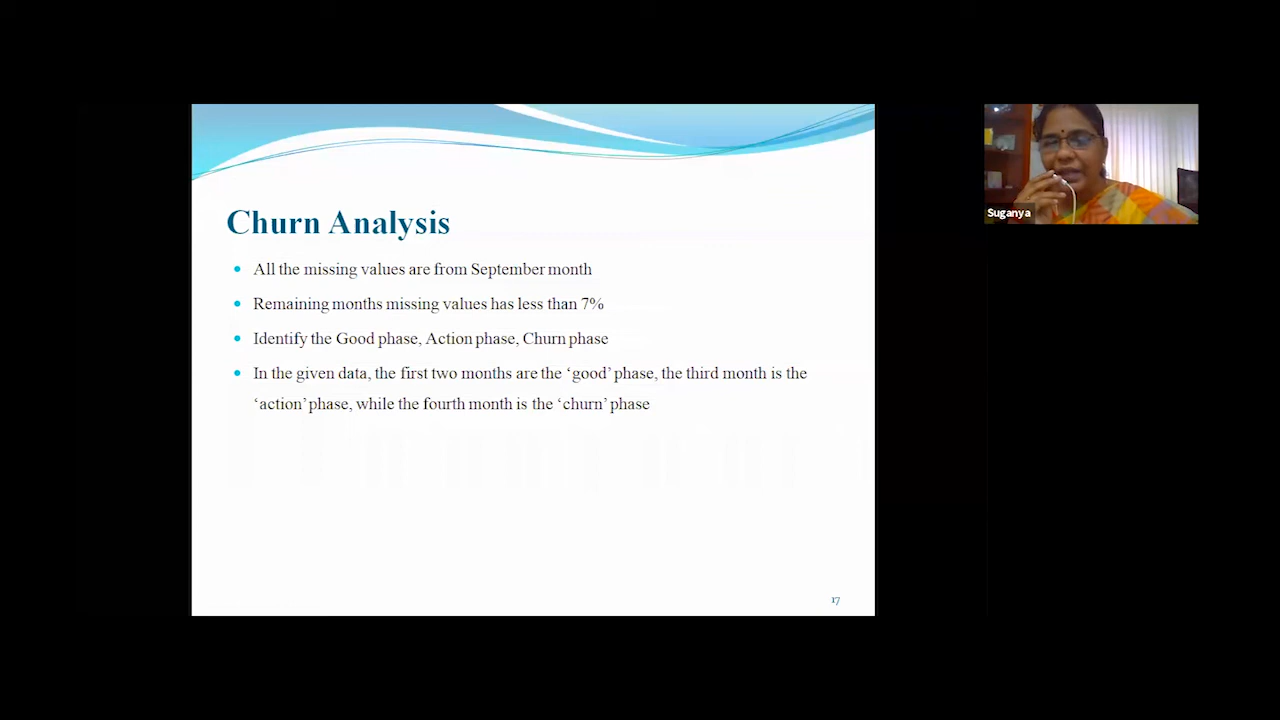 Churn Analysis
All the missing values are from September month
Remaining months missing values has less than 7%
Identify the Good phase, Action phase, Churn phase
In the given data, the first two months are the ‘good’ phase, the third month is the
‘action’ phase, while the fourth month is the ‘churn’ phase
17
Suganya